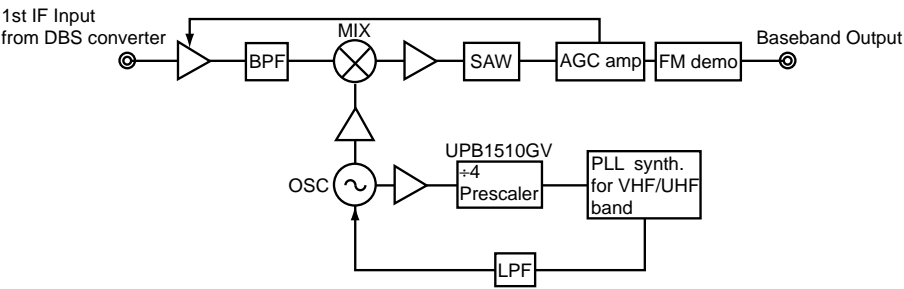 1st IF Input
from DBS converter
MIX
BPF
SAW
AGC amp
FM demo
Baseband Output
OSC
UPB1510GV
÷4
Prescaler
PLL synth.
for VHF/UHF
band
LPF